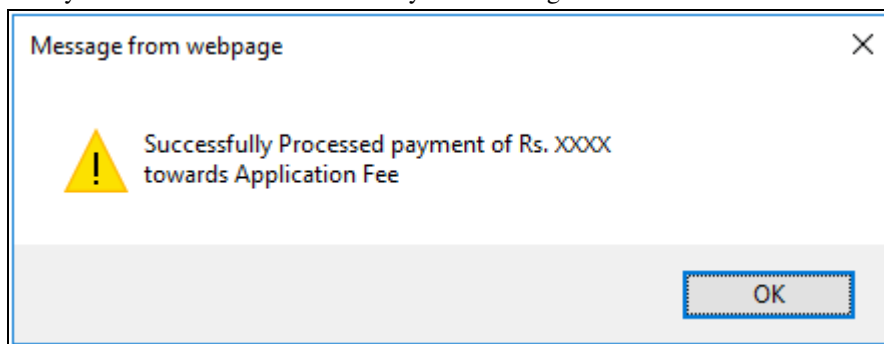 Message from webpage
Successfully Processed payment of Rs. XXXX
towards Application Fee
OK